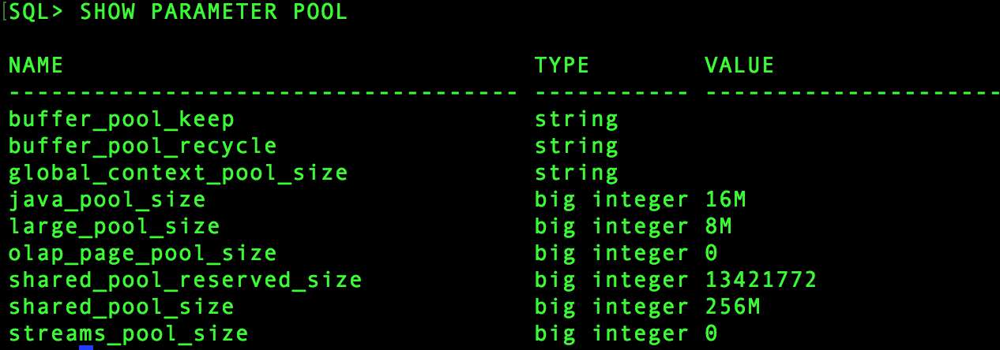 [SQL> SHOW PARAMETER POOL
NAME                                 TYPE        VALUE
------------------------------------ ----------- ---------------------
buffer_pool_keep                     string
buffer_pool_recycle                  string
global_context_pool_size             string
java_pool_size                       big integer 16M
large_pool_size                      big integer 8M
olap_page_pool_size                  big integer 0
shared_pool_reserved_size            big integer 13421772
shared_pool_size                     big integer 256M
streams_pool_size                    big integer 0